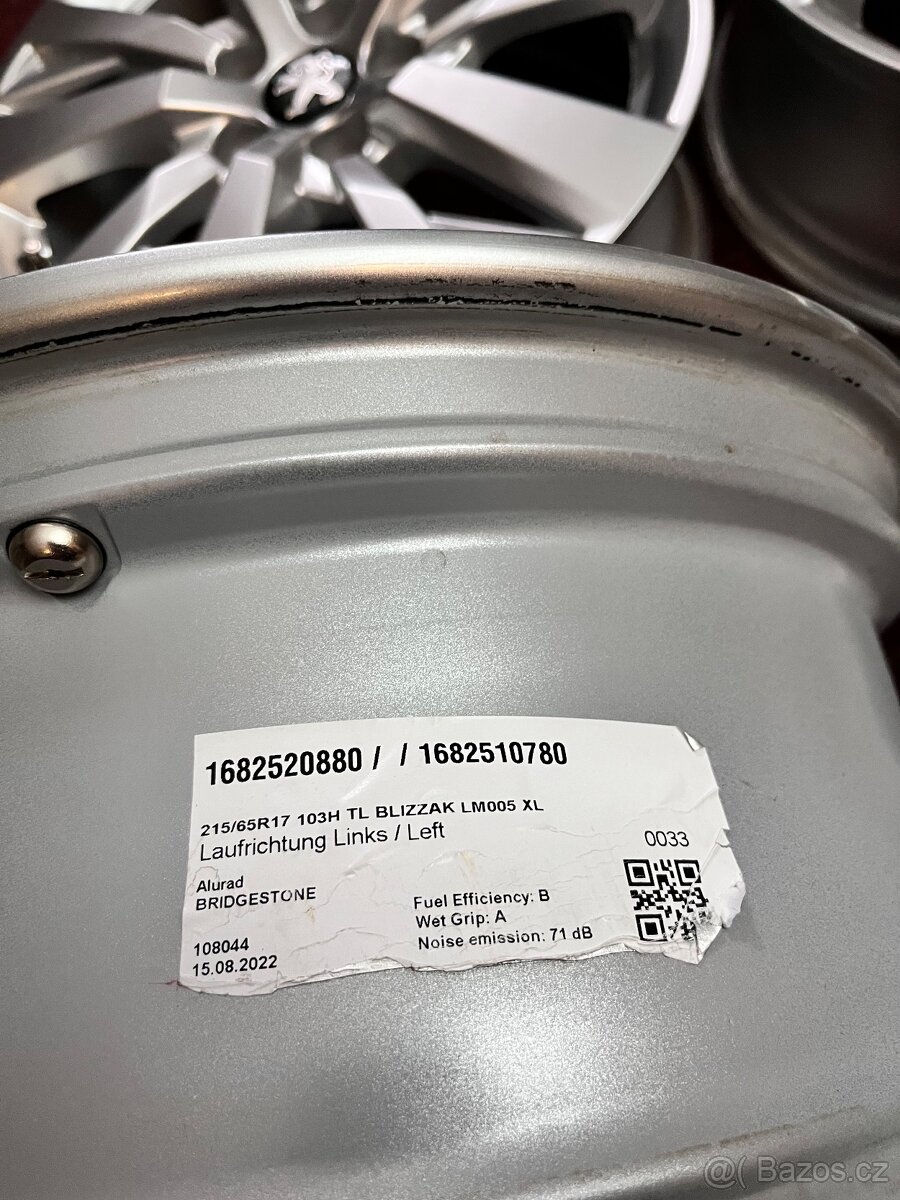 1682520880 / / 1682510780
215/65R17 103H TL BLIZZAK LM005 XL
Laufrichtung Links / Left
0033
Alurad
BRIDGESTONE
Fuel Efficiency: B
Wet Grip: A
Noise emission: 71 dB
108044
15.08.2022
@( Bazos.cz